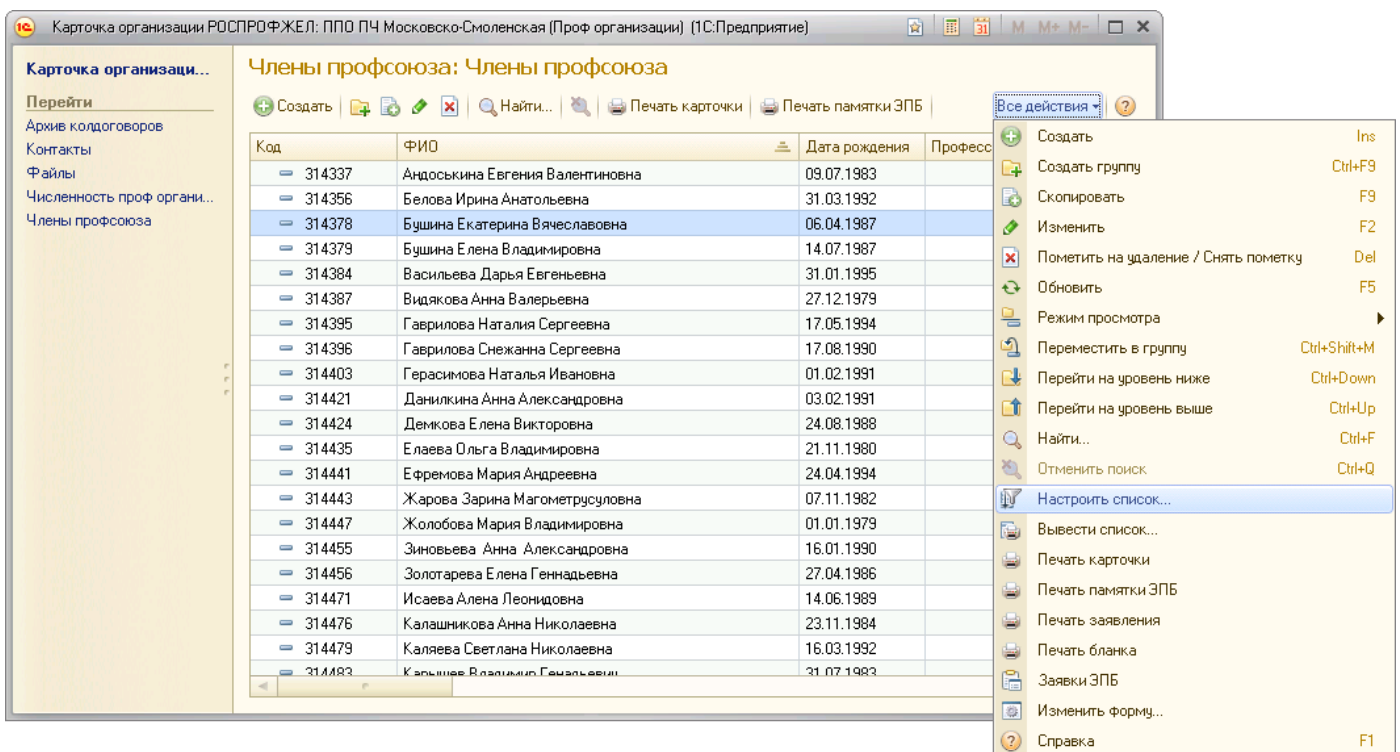 Карточка организации РОСПРОФЖЕЛ: ППО ПЧ Московско-Смоленская (Проф организации) (1С:Предприятие) 31 M M+ M-
Карточка организаци...
Перейти
Архив колдоговоров
Контакты
Файлы
Численность проф органи...
Члены профсоюза
Члены профсоюза: Члены профсоюза
Создать Найти... Печать карточки Печать памятки ЭПБ Все действия
Код ФИО Дата рождения Професс
314337 Андоськина Евгения Валентиновна 09.07.1983
314356 Белова Ирина Анатольевна 31.03.1992
314378 Бушина Екатерина Вячеславовна 06.04.1987
314379 Бушина Елена Владимировна 14.07.1987
314384 Васильева Дарья Евгеньевна 31.01.1995
314387 Видякова Анна Валерьевна 27.12.1979
314395 Гаврилова Наталия Сергеевна 17.05.1994
314396 Гаврилова Снежанна Сергеевна 17.08.1990
314403 Герасимова Наталья Ивановна 01.02.1991
314421 Данилкина Анна Александровна 03.02.1991
314424 Демкова Елена Викторовна 24.08.1988
314435 Елаева Ольга Владимировна 21.11.1980
314441 Ефремова Мария Андреевна 24.04.1994
314443 Жарова Зарина Магометрусуловна 07.11.1982
314447 Жолобова Мария Владимировна 01.01.1979
314455 Зиновьева Анна Александровна 16.01.1990
314456 Золотарева Елена Геннадьевна 27.04.1986
314471 Исаева Алена Леонидовна 14.06.1989
314476 Калашникова Анна Николаевна 23.11.1984
314479 Каляева Светлана Николаевна 16.03.1992
314483 Карышев Владимир Генадьевич 31.07.1983
Создать Ins
Создать группу Ctrl+F9
Скопировать F9
Изменить F2
Пометить на удаление / Снять пометку Del
Обновить F5
Режим просмотра
Переместить в группу Ctrl+Shift+M
Перейти на уровень ниже Ctrl+Down
Перейти на уровень выше Ctrl+Up
Найти... Ctrl+F
Отменить поиск Ctrl+Q
Настроить список...
Вывести список...
Печать карточки
Печать памятки ЭПБ
Печать заявления
Печать бланка
Заявки ЭПБ
Изменить форму...
Справка F1